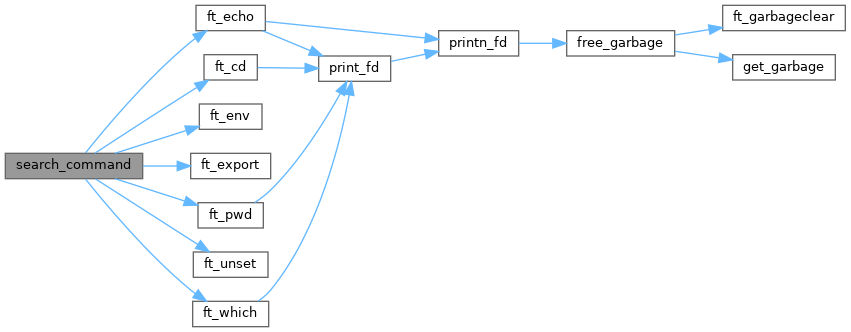 search_command
ft_echo
ft_cd
ft_env
ft_export
ft_pwd
ft_unset
ft_which
print_fd
printn_fd
free_garbage
ft_garbageclear
get_garbage